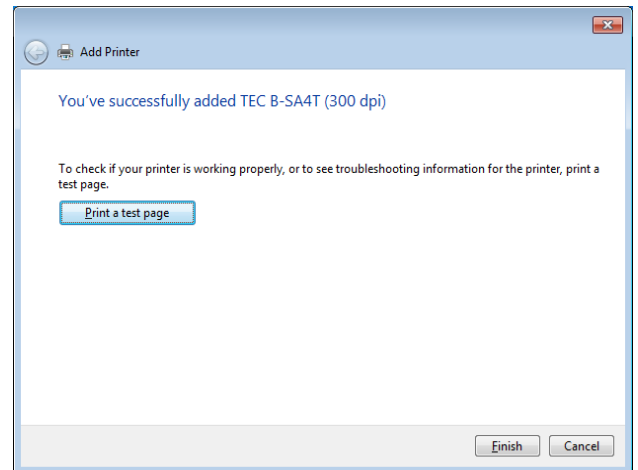 Add Printer
You've successfully added TEC B-SA4T (300 dpi)
To check if your printer is working properly, or to see troubleshooting information for the printer, print a
test page.
Print a test page
Finish
Cancel